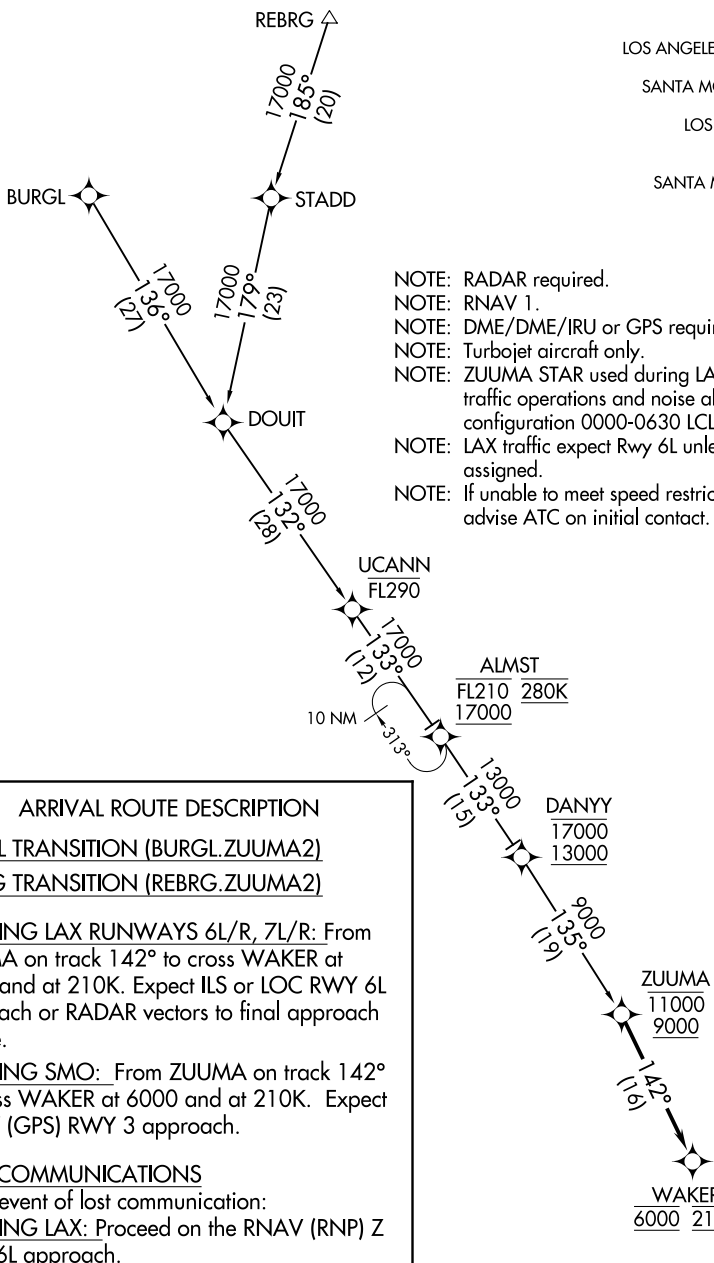 REBRG
17000
185°
(20)
LOS ANGELE
SANTA MO
LOS
SANTA M
BURGL
STADD
17000
136°
(27)
17000
179°
(23)
NOTE: RADAR required.
NOTE: RNAV 1.
NOTE: DME/DME/IRU or GPS requir
NOTE: Turbojet aircraft only.
NOTE: ZUUMA STAR used during LA
traffic operations and noise a
configuration 0000-0630 LCL
NOTE: LAX traffic expect Rwy 6L unle
assigned.
NOTE: If unable to meet speed restric
advise ATC on initial contact.
DOUIT
17000
132°
(28)
UCANN
FL290
17000
133°
(12)
ALMST
FL210 280K
17000
10 NM
313°
13000
133°
(15)
DANYY
17000
13000
9000
135°
(19)
ZUUMA
11000
9000
142°
(16)
WAKER
6000 21
ARRIVAL ROUTE DESCRIPTION
L TRANSITION (BURGL.ZUUMA2)
G TRANSITION (REBRG.ZUUMA2)
ING LAX RUNWAYS 6L/R, 7L/R: From
MA on track 142° to cross WAKER at
and at 210K. Expect ILS or LOC RWY 6L
ach or RADAR vectors to final approach
e.
ING SMO: From ZUUMA on track 142°
ss WAKER at 6000 and at 210K. Expect
(GPS) RWY 3 approach.
COMMUNICATIONS
event of lost communication:
ING LAX: Proceed on the RNAV (RNP) Z
6L approach.